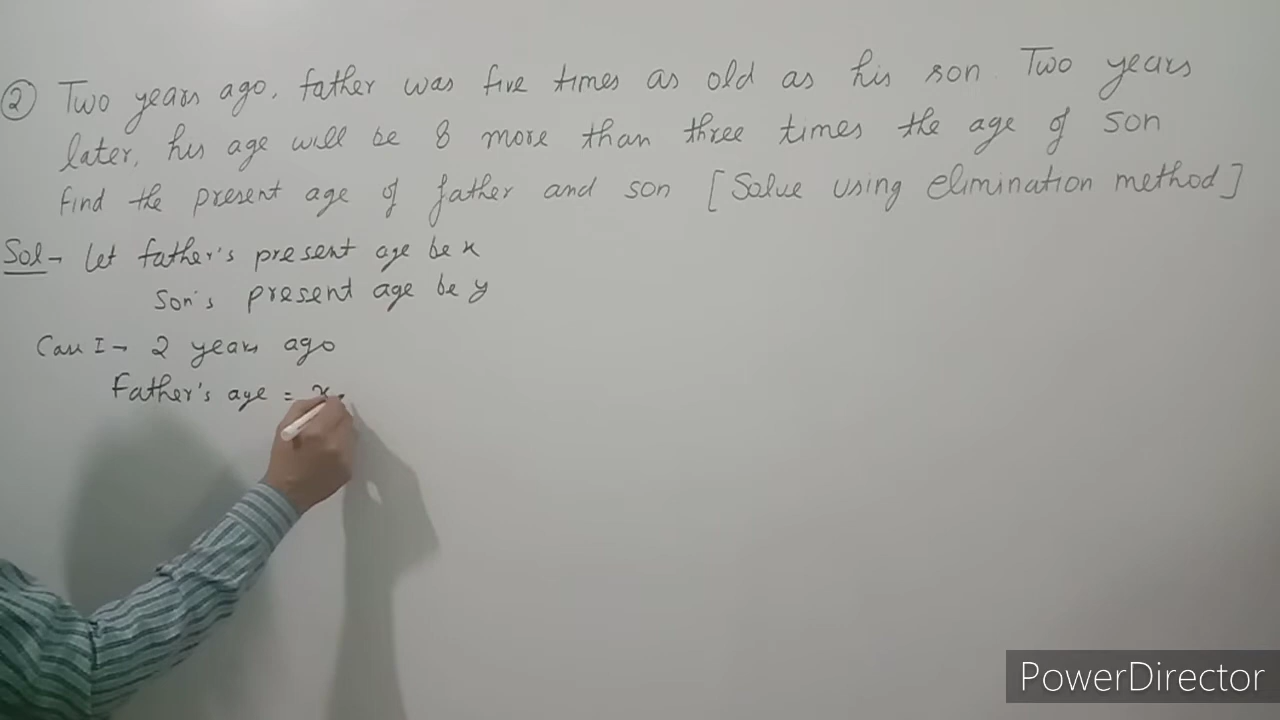 ② Two years ago, father was five times as old as his son. Two years
later, his age will be 8 more than three times the age of son
find the present age of father and son [Solve using elimination method]
Sol→ let father's present age be x
Son's present age be y
Case I→ 2 years ago
Father's age = x
PowerDirector